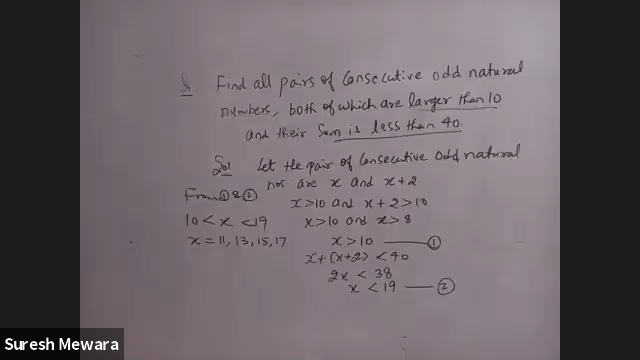 Q Find all pairs of Consecutive odd natural
numbers, both of which are larger than 10
and their Sum is less than 40.
Sol Let the pair of Consecutive odd natural
nos are x and x+2
x>10 and x+2>10
x>10 and x>8
x>10 —— ①
x+(x+2) <40
2x < 38
x < 19 —— ②
From ① & ②
10 < x < 19
x = 11, 13, 15, 17
Suresh Mewara